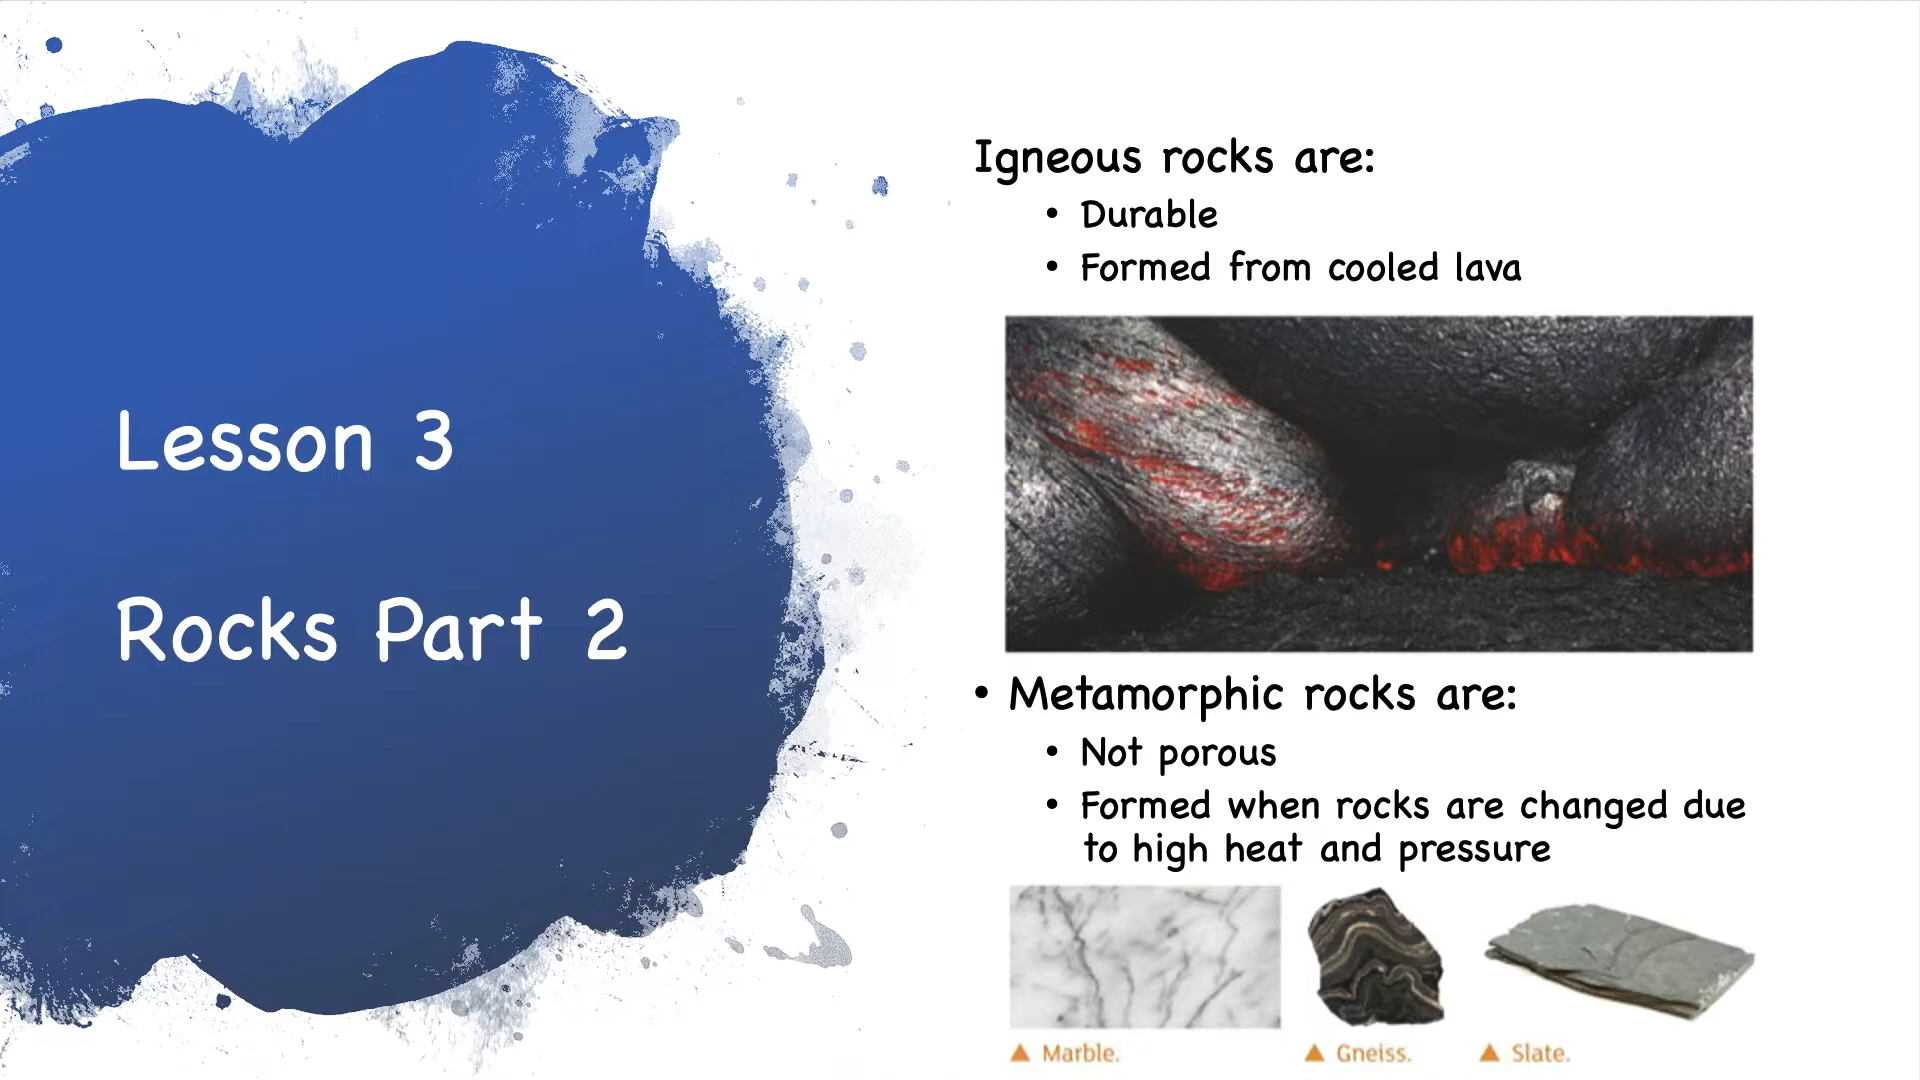 Lesson 3
Rocks Part 2
Igneous rocks are:
• Durable
• Formed from cooled lava
• Metamorphic rocks are:
• Not porous
• Formed when rocks are changed due
to high heat and pressure
▲ Marble.
▲ Gneiss.
▲ Slate.